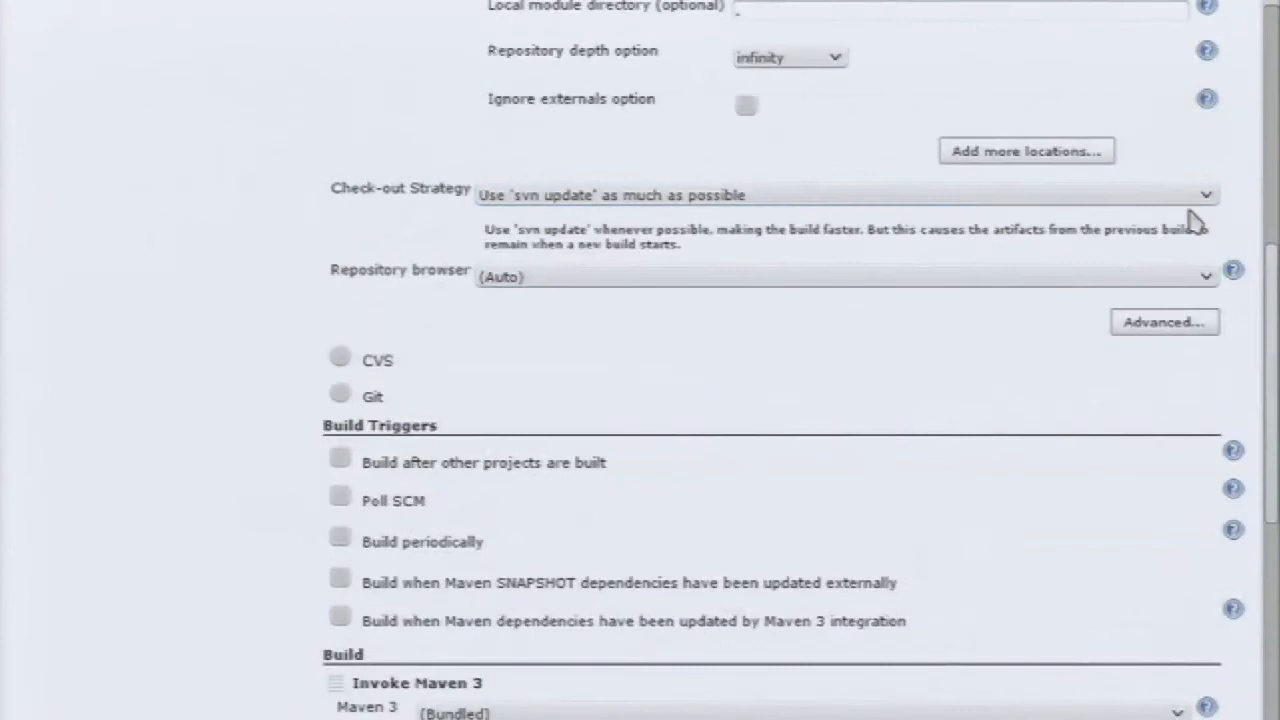 Local module directory (optional)
.
Repository depth option
infinity
Ignore externals option
Add more locations...
Check-out Strategy
Use 'svn update' as much as possible
Use 'svn update' whenever possible, making the build faster. But this causes the artifacts from the previous build to
remain when a new build starts.
Repository browser
(Auto)
Advanced...
CVS
Git
Build Triggers
Build after other projects are built
Poll SCM
Build periodically
Build when Maven SNAPSHOT dependencies have been updated externally
Build when Maven dependencies have been updated by Maven 3 integration
Build
Invoke Maven 3
Maven 3
(Bundled)